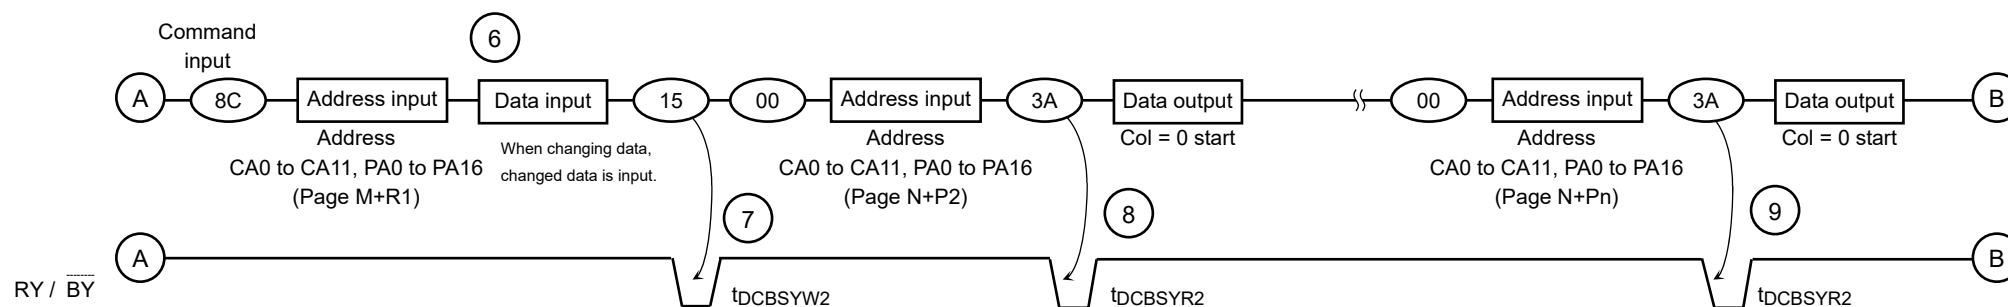 Command
input
6
A
8C
Address input
Data input
15
00
Address input
3A
Data output
00
Address input
3A
Data output
B
Address
CA0 to CA11, PA0 to PA16
(Page M+R1)
When changing data,
changed data is input.
Address
CA0 to CA11, PA0 to PA16
(Page N+P2)
Col = 0 start
Address
CA0 to CA11, PA0 to PA16
(Page N+Pn)
Col = 0 start
7
8
9
A
B
RY / BY
tDCBSYW2
tDCBSYR2
tDCBSYR2